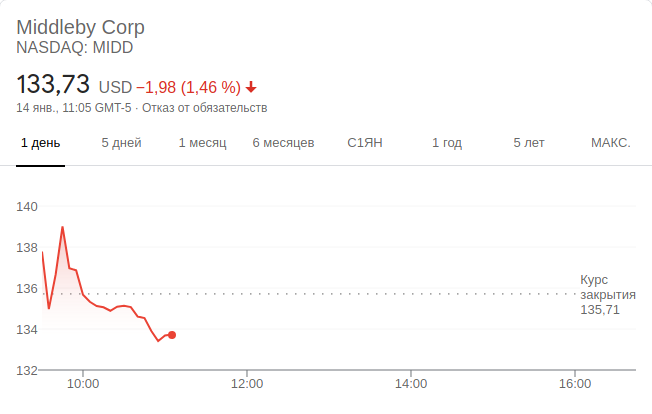 Middleby Corp
NASDAQ: MIDD
133,73 USD −1,98 (1,46 %)
14 янв., 11:05 GMT-5 · Отказ от обязательств
1 день 5 дней 1 месяц 6 месяцев С1ЯН 1 год 5 лет МАКС.
140
138
136
134
132
Курс
закрытия
135,71
10:00 12:00 14:00 16:00